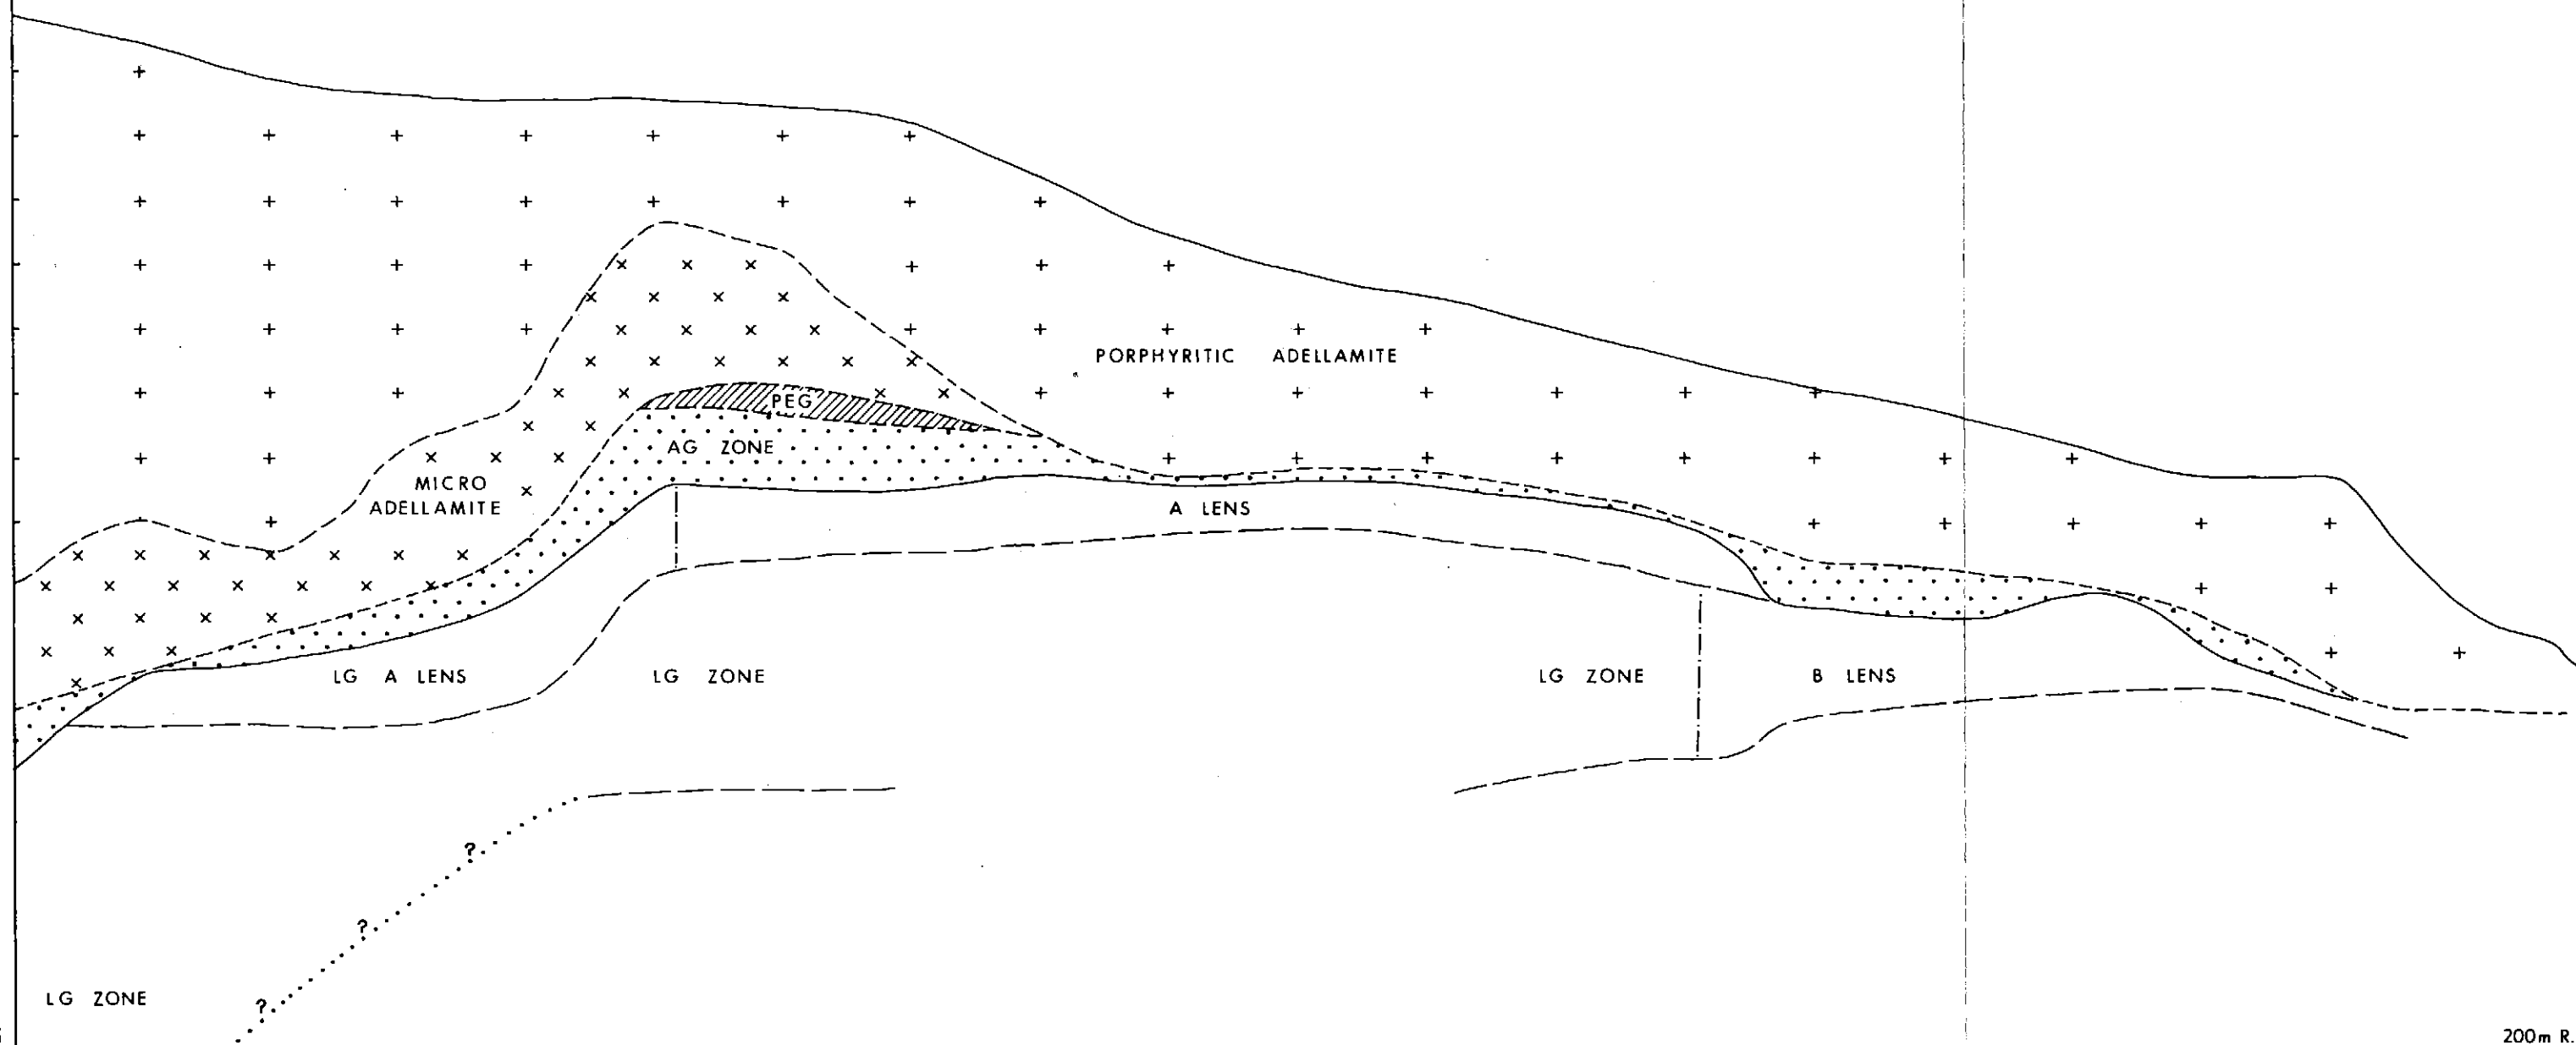 PORPHYRITIC ADELLAMITE
PEG
AG ZONE
MICRO
ADELLAMITE
A LENS
LG A LENS
LG ZONE
LG ZONE
B LENS
?
?
LG ZONE
?
200m R.